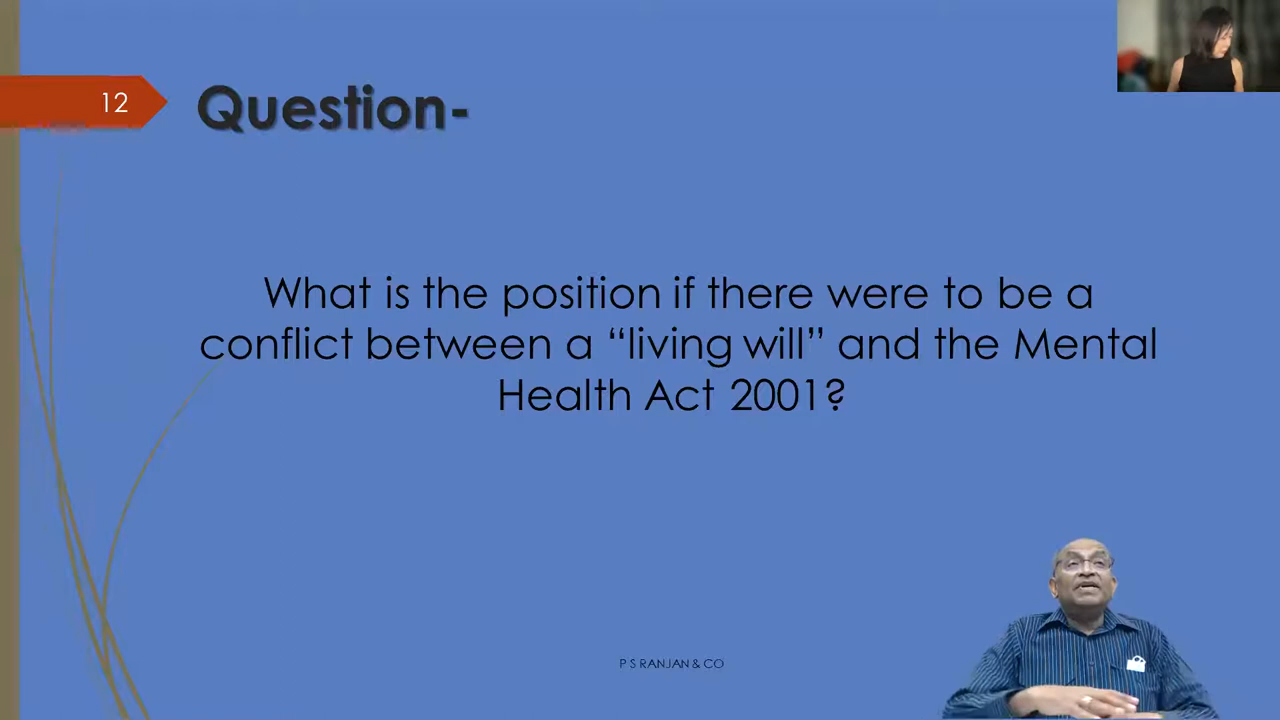 12
Question-
What is the position if there were to be a
conflict between a “living will” and the Mental
Health Act 2001?
P S RANJAN & CO